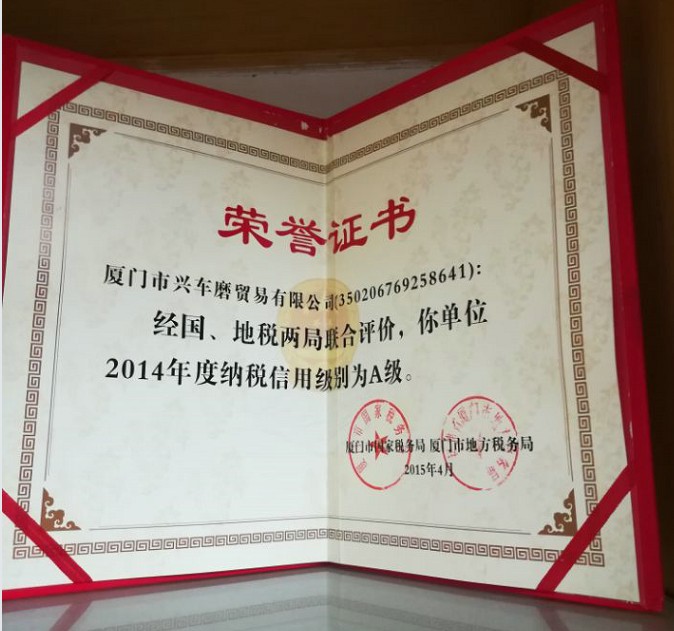 荣誉证书
厦门市兴车磨贸易有限公司(350206769258641):
经国、地税两局联合评价,你单位
2014年度纳税信用级别为A级。
厦门市国家税务局 厦门市地方税务局
2015年4月